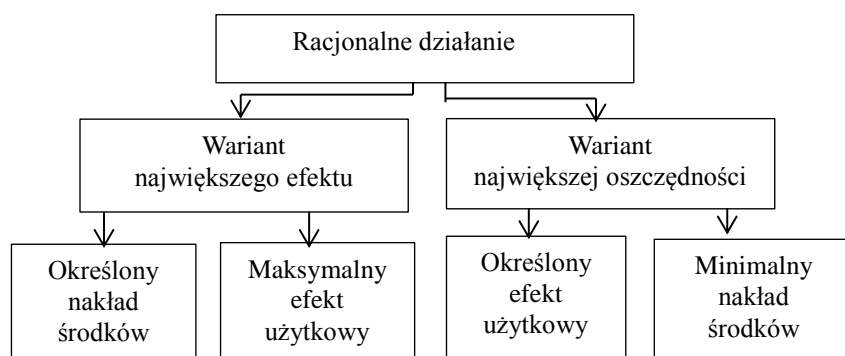 Racjonalne działanie
Wariant
największego efektu
Wariant
największej oszczędności
Określony
nakład
środków
Maksymalny
efekt
użytkowy
Określony
efekt
użytkowy
Minimalny
nakład
środków